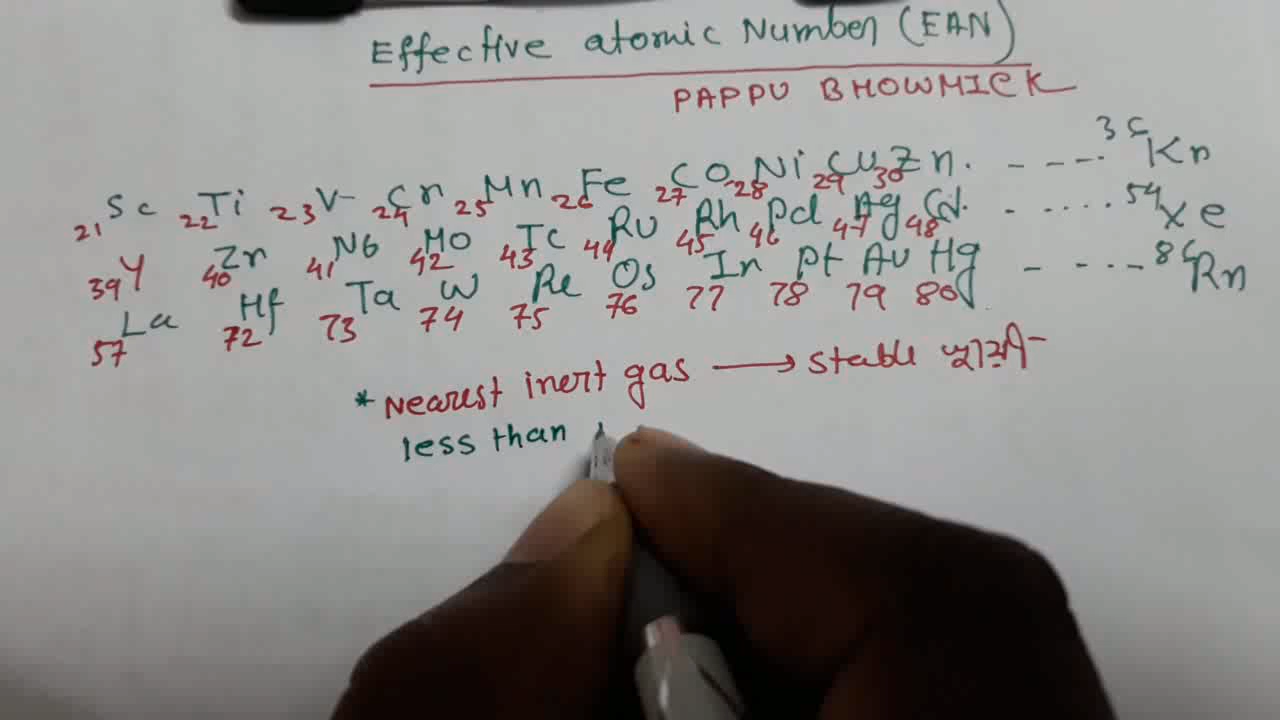 Effective atomic Number (EAN)
PAPPU BHOWMICK
21 Sc 22 Ti 23 V 24 Cr 25 Mn 26 Fe 27 CO 28 Ni 29 CU 30 Zn. - - - - . 36 Kr
39 Y 40 Zr 41 Nb 42 Mo 43 Tc 44 RU 45 Rh 46 Pd 47 Ag 48 Cd. - . . . . 54 Xe
57 La 72 Hf 73 Ta 74 W 75 Re 76 Os 77 Ir 78 Pt 79 AU 80 Hg - - - - . 86 Rn
* Nearest inert gas ⟶ stable
less than